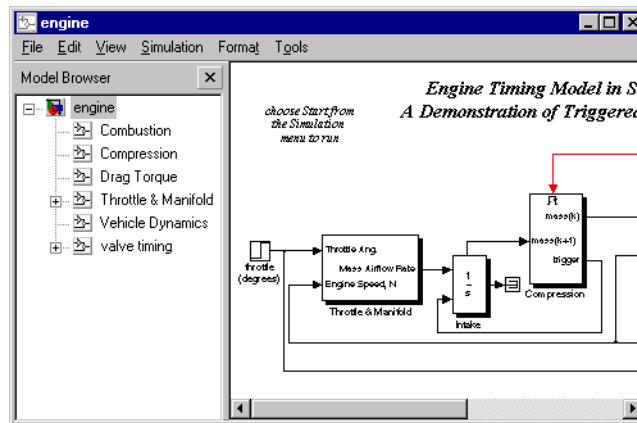 engine
File Edit View Simulation Format Tools
Model Browser
engine
Combustion
Compression
Drag Torque
Throttle & Manifold
Vehicle Dynamics
valve timing
Engine Timing Model in S
A Demonstration of Triggered
choose Start from
the Simulation
menu to run
mass(k)
mass(k+1)
trigger
Compression
throttle
(degrees)
Throttle Ang.
Mass Airflow Rate
Engine Speed, N
Throttle & Manifold
1
s
Intake